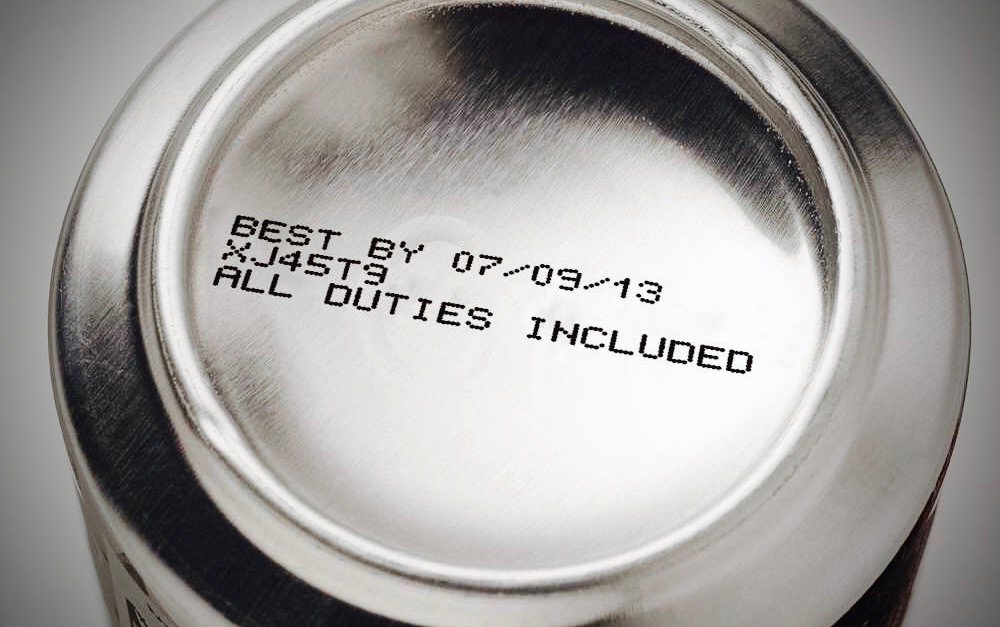 BEST BY 07/09/13
XJ45T9
ALL DUTIES INCLUDED